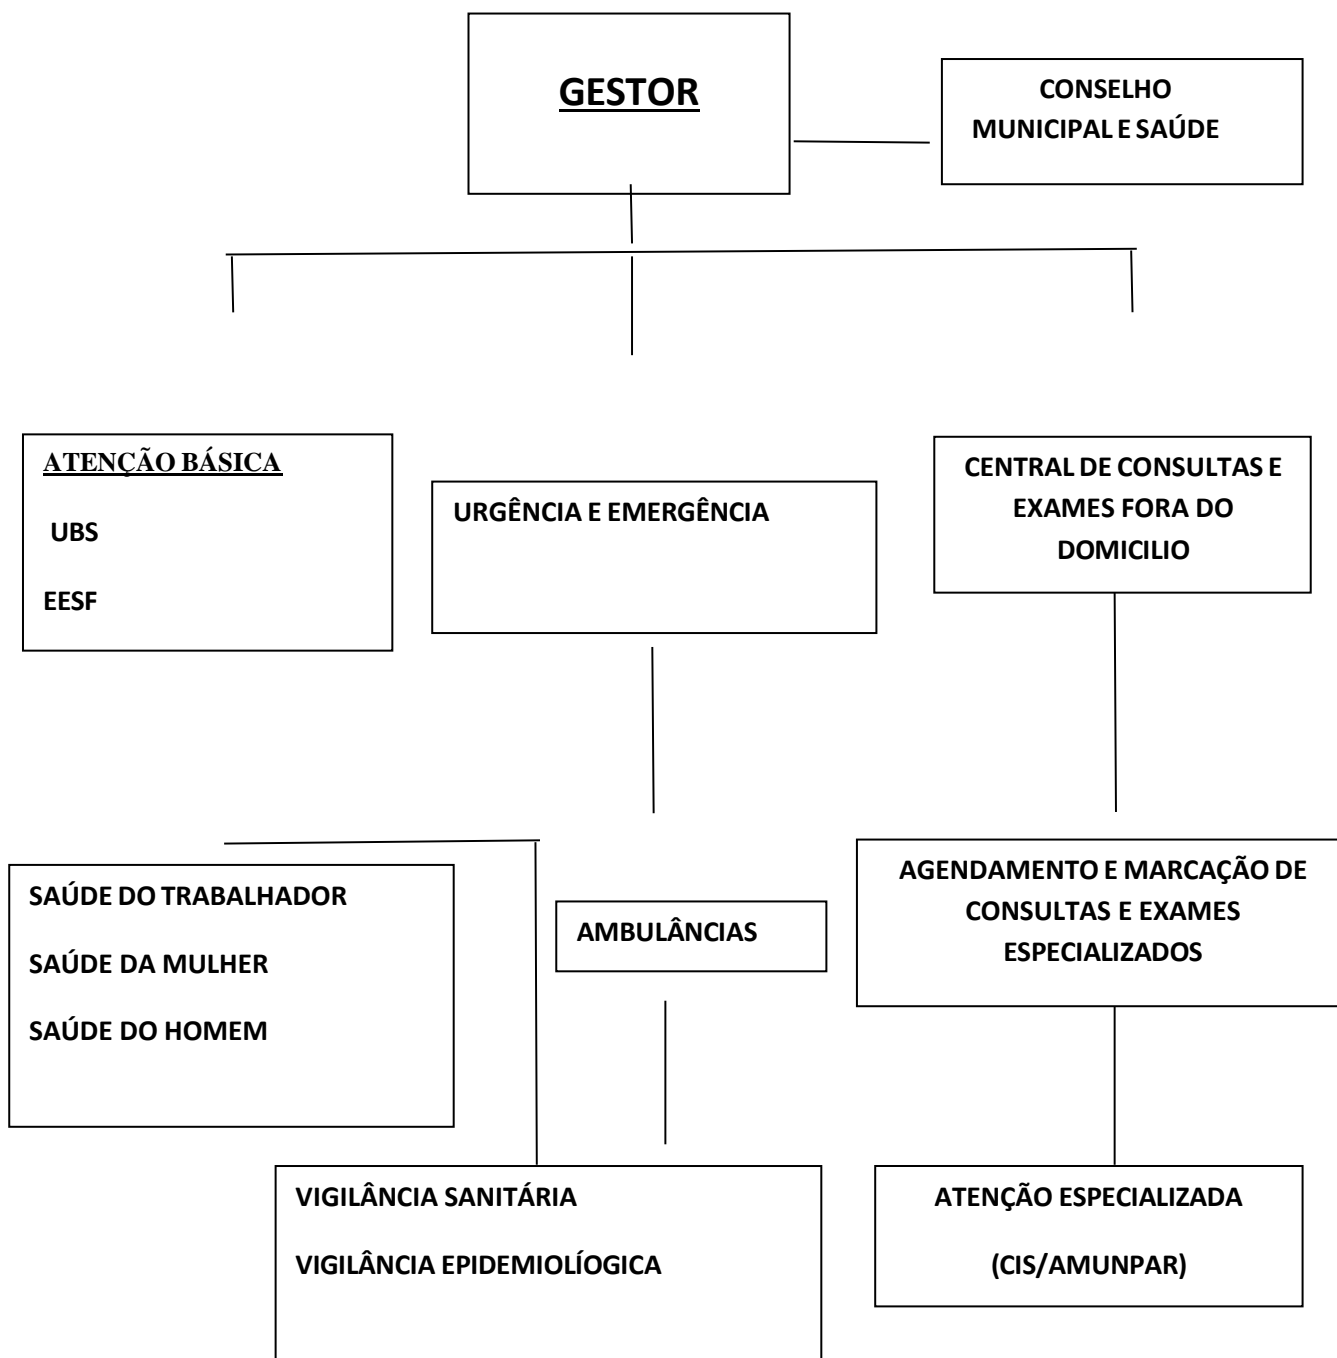 GESTOR
CONSELHO
MUNICIPAL E SAÚDE
ATENÇÃO BÁSICA
UBS
EESF
URGÊNCIA E EMERGÊNCIA
CENTRAL DE CONSULTAS E
EXAMES FORA DO
DOMICILIO
SAÚDE DO TRABALHADOR
SAÚDE DA MULHER
SAÚDE DO HOMEM
AMBULÂNCIAS
AGENDAMENTO E MARCAÇÃO DE
CONSULTAS E EXAMES
ESPECIALIZADOS
VIGILÂNCIA SANITÁRIA
VIGILÂNCIA EPIDEMIOLÍOGICA
ATENÇÃO ESPECIALIZADA
(CIS/AMUNPAR)